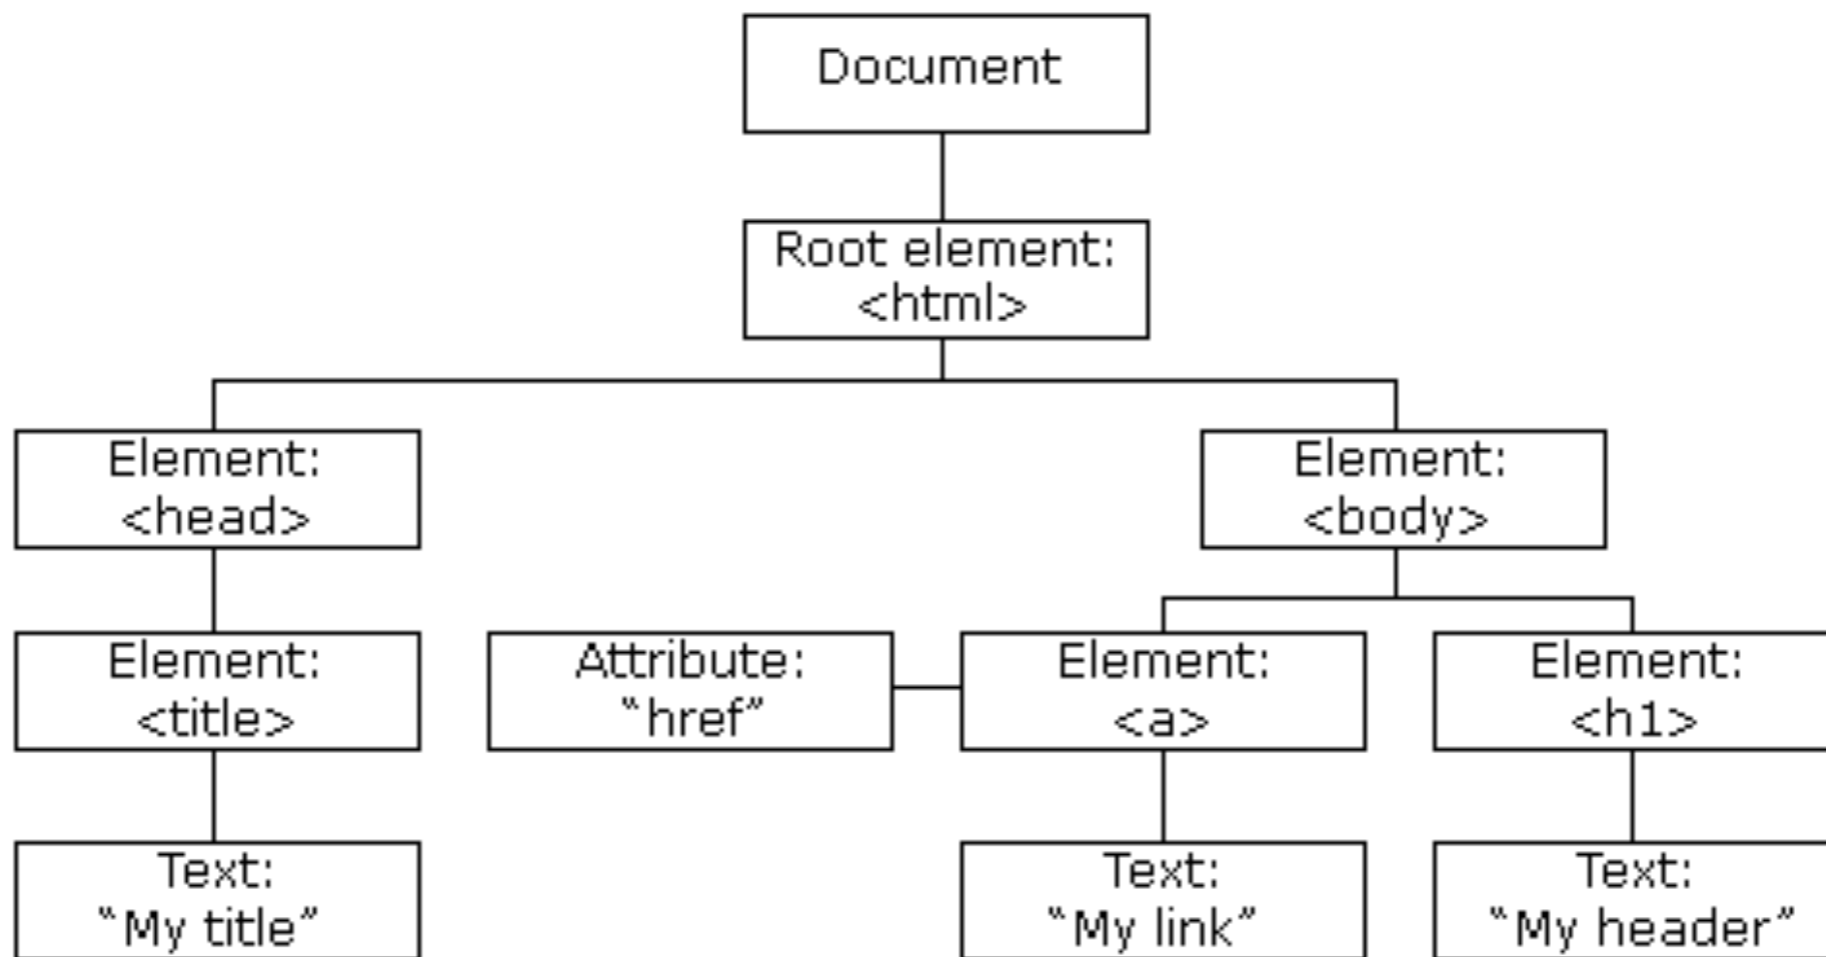 Document
Root element:
<html>
Element:
<head>
Element:
<body>
Element:
<title>
Attribute:
“href”
Element:
<a>
Element:
<h1>
Text:
“My title”
Text:
“My link”
Text:
“My header”